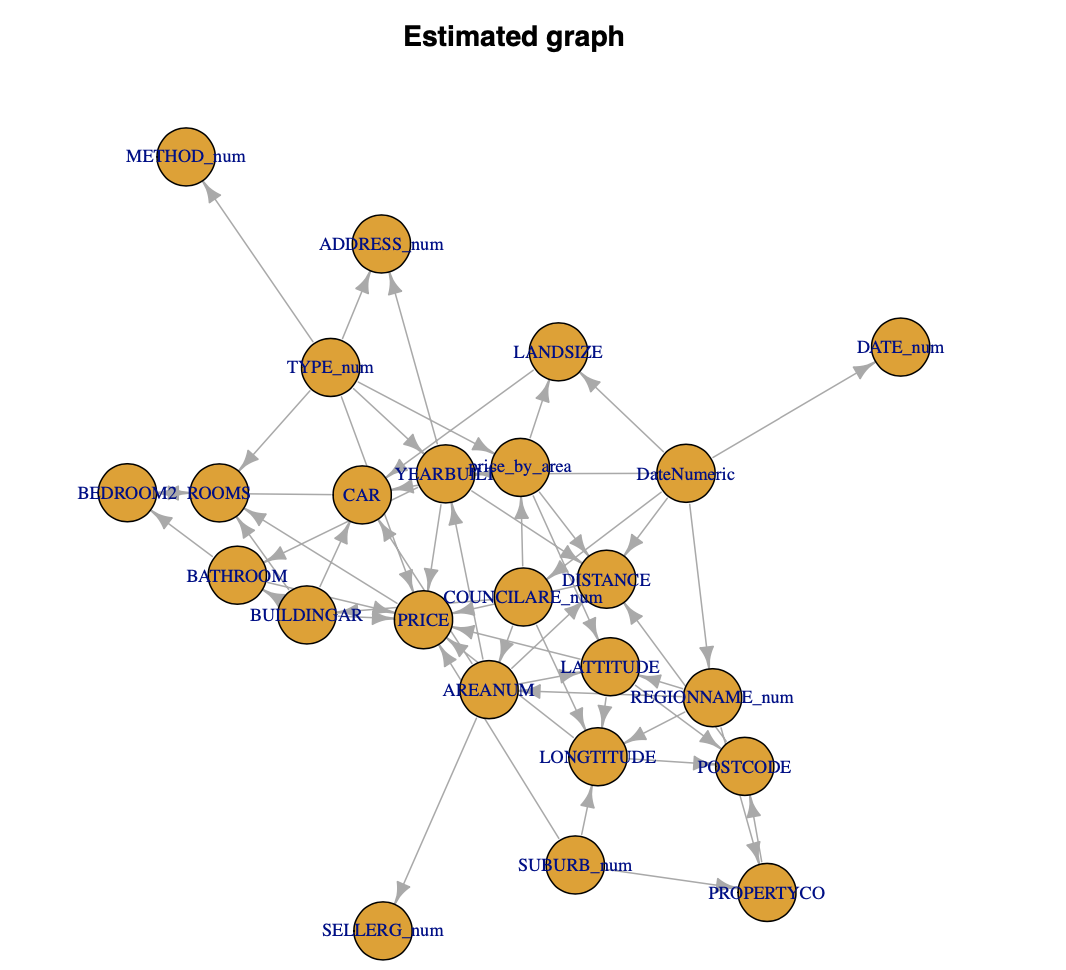 Estimated graph
METHOD_num
ADDRESS_num
DATE_num
LANDSIZE
TYPE_num
price_by_area
YEARBUILT
DateNumeric
BEDROOM2
ROOMS
CAR
BATHROOM
DISTANCE
COUNCILARE_num
BUILDINGAR
PRICE
LATTITUDE
AREANUM
REGIONNAME_num
LONGTITUDE
POSTCODE
SUBURB_num
PROPERTYCO
SELLERG_num